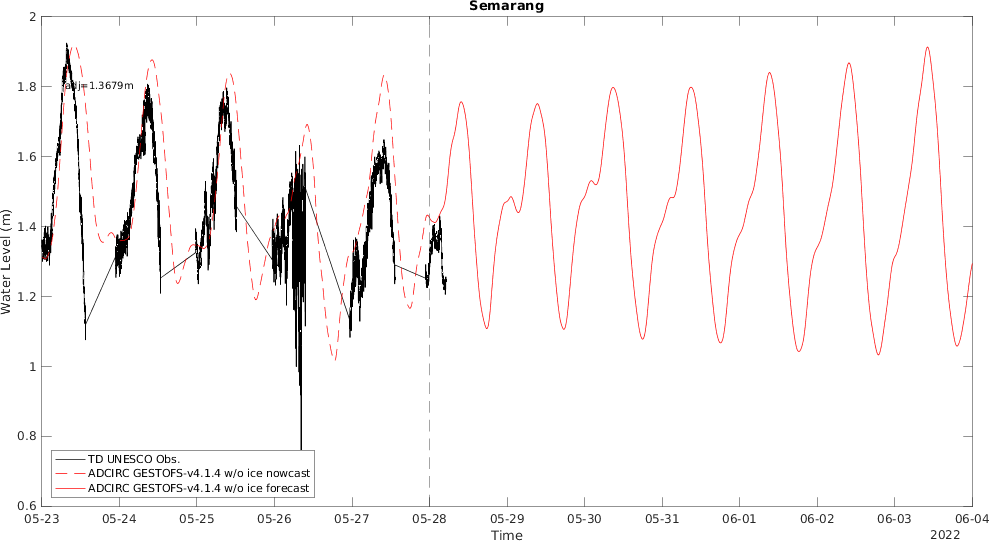 Semarang
Water Level (m)
2
1.8
1.6
1.4
1.2
1
0.8
0.6
adj=1.3679m
TD UNESCO Obs.
ADCIRC GESTOFS-v4.1.4 w/o ice nowcast
ADCIRC GESTOFS-v4.1.4 w/o ice forecast
05-23 05-24 05-25 05-26 05-27 05-28 05-29 05-30 05-31 06-01 06-02 06-03 06-04
Time
2022